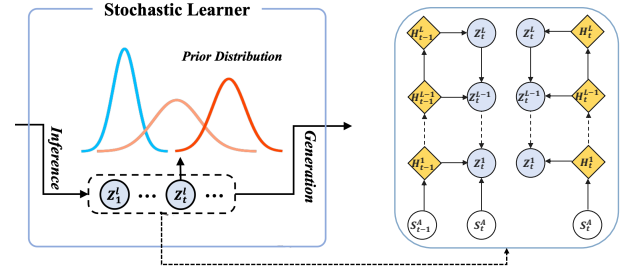 Stochastic Learner
Prior Distribution
Inference
Generation
Z_1^l ... Z_t^l ...
H_{t-1}^L Z_t^L Z_t^L H_t^L
H_{t-1}^{L-1} Z_t^{L-1} Z_t^{L-1} H_t^{L-1}
H_{t-1}^1 Z_t^1 Z_t^1 H_t^1
S_{t-1}^A S_t^A S_t^A